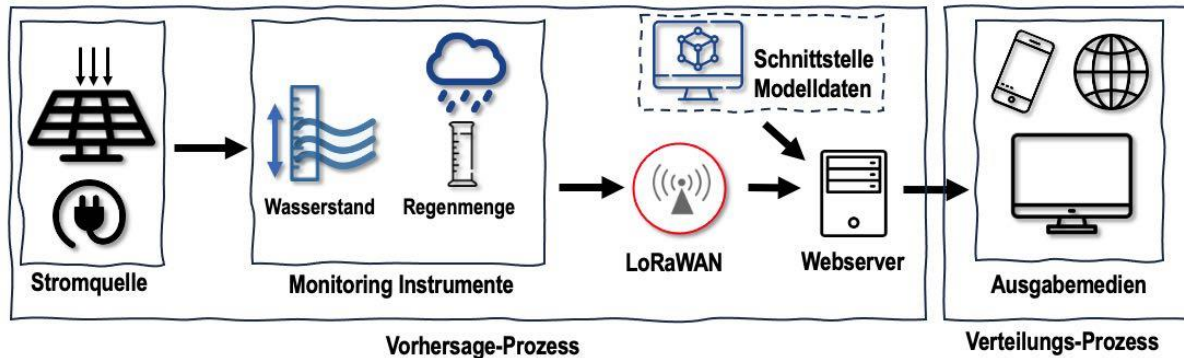 Schnittstelle
Modelldaten
Wasserstand
Regenmenge
Stromquelle
Monitoring Instrumente
LoRaWAN
Webserver
Ausgabemedien
Vorhersage-Prozess
Verteilungs-Prozess